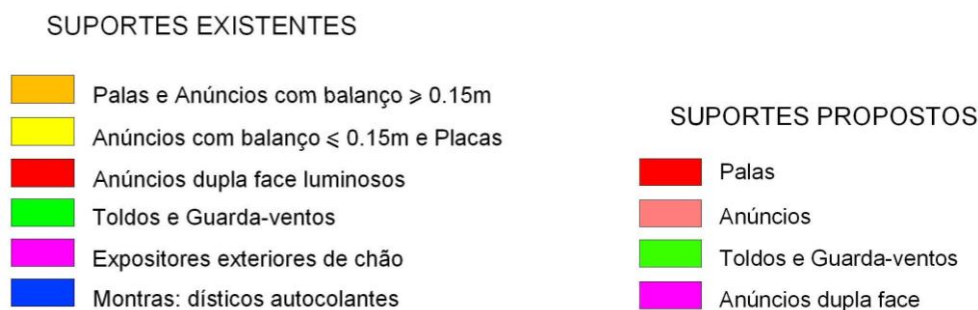 SUPORTES EXISTENTES
Palas e Anúncios com balanço ⩾ 0.15m
Anúncios com balanço ⩽ 0.15m e Placas
Anúncios dupla face luminosos
Toldos e Guarda-ventos
Expositores exteriores de chão
Montras: dísticos autocolantes
SUPORTES PROPOSTOS
Palas
Anúncios
Toldos e Guarda-ventos
Anúncios dupla face